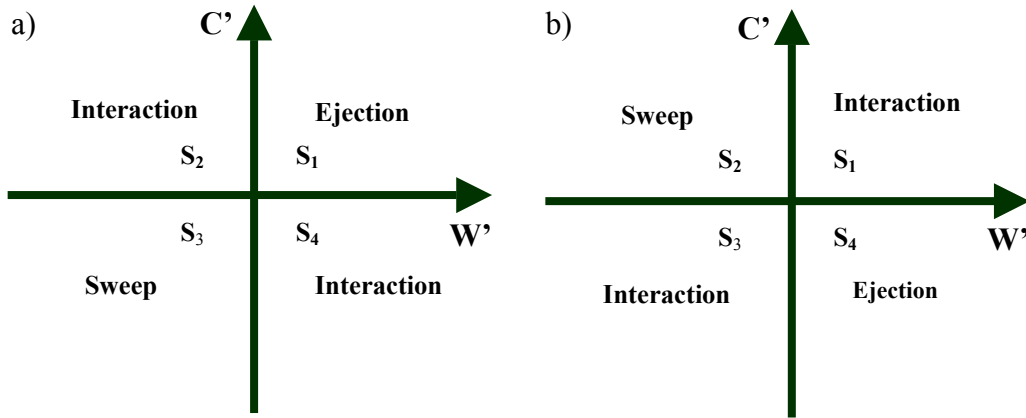 a)
C’
Interaction
Ejection
S₂
S₁
S₃
S₄
W’
Sweep
Interaction
b)
C’
Sweep
Interaction
S₂
S₁
S₃
S₄
W’
Interaction
Ejection